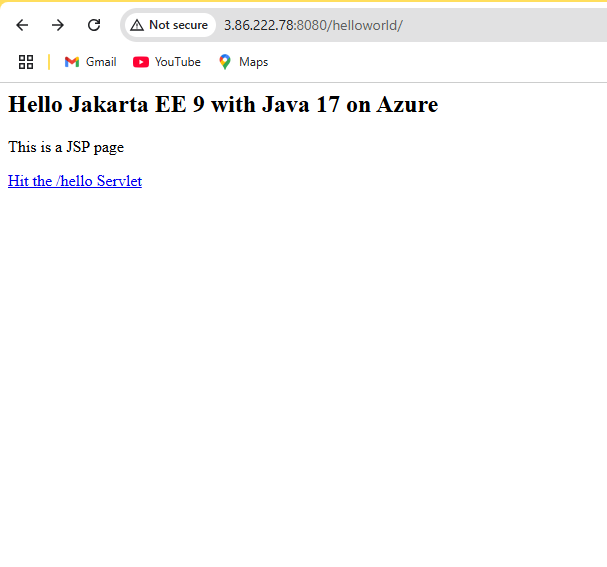 Not secure 3.86.222.78:8080/helloworld/
Gmail YouTube Maps
Hello Jakarta EE 9 with Java 17 on Azure
This is a JSP page
Hit the /hello Servlet